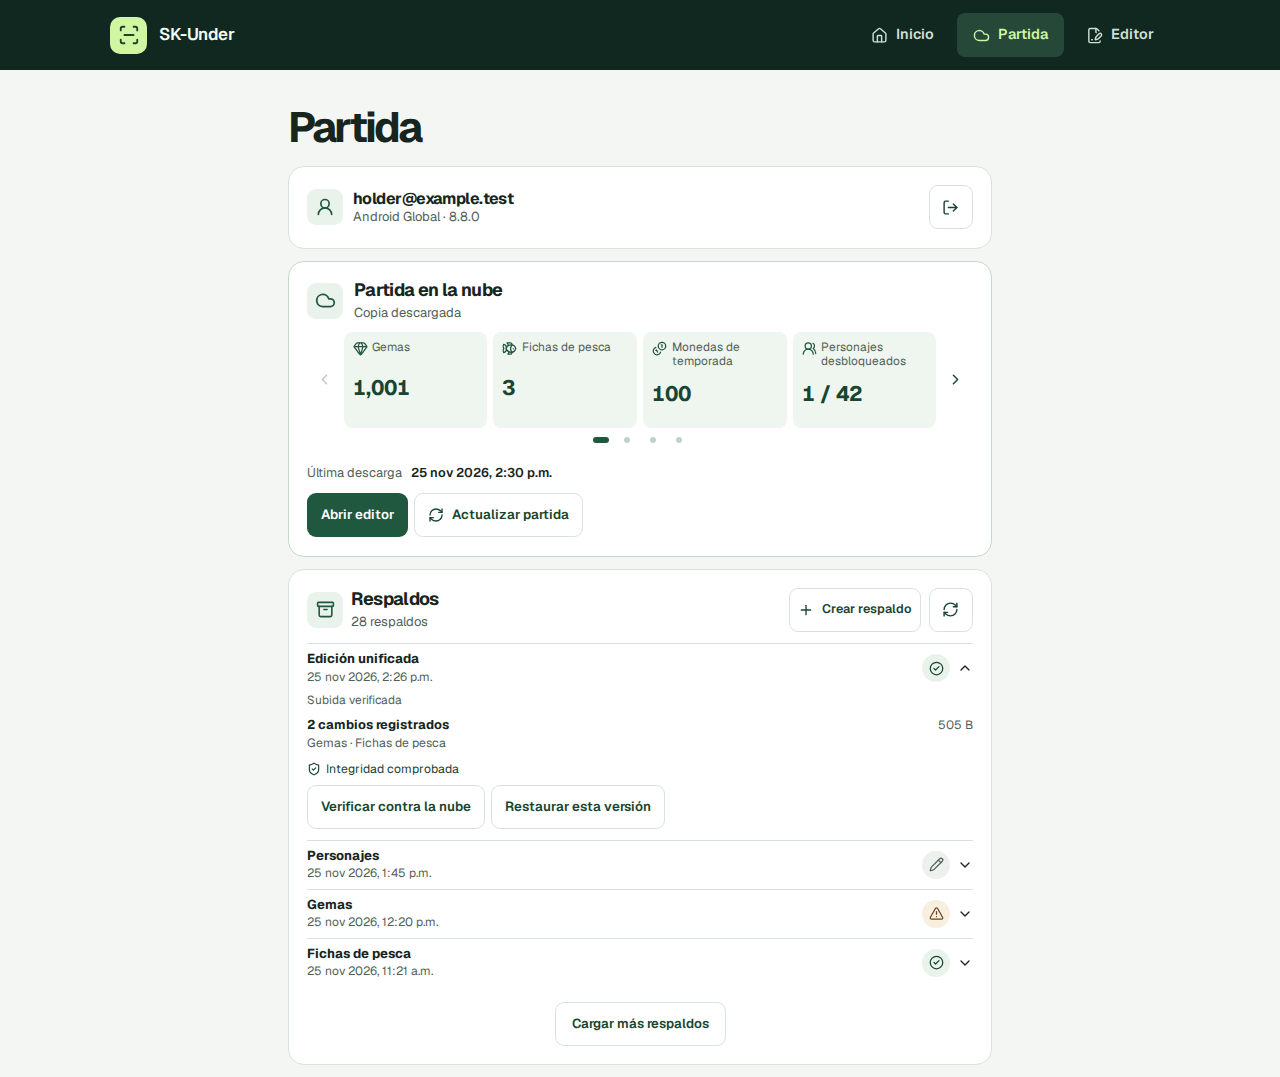 SK-Under
Inicio
Partida
Editor
Partida
holder@example.test
Android Global · 8.8.0
Partida en la nube
Copia descargada
Gemas
1,001
Fichas de pesca
3
Monedas de
temporada
100
Personajes
desbloqueados
1 / 42
Última descarga 25 nov 2026, 2:30 p.m.
Abrir editor
Actualizar partida
Respaldos
28 respaldos
Crear respaldo
Edición unificada
25 nov 2026, 2:26 p.m.
Subida verificada
2 cambios registrados
505 B
Gemas · Fichas de pesca
Integridad comprobada
Verificar contra la nube
Restaurar esta versión
Personajes
25 nov 2026, 1:45 p.m.
Gemas
25 nov 2026, 12:20 p.m.
Fichas de pesca
25 nov 2026, 11:21 a.m.
Cargar más respaldos